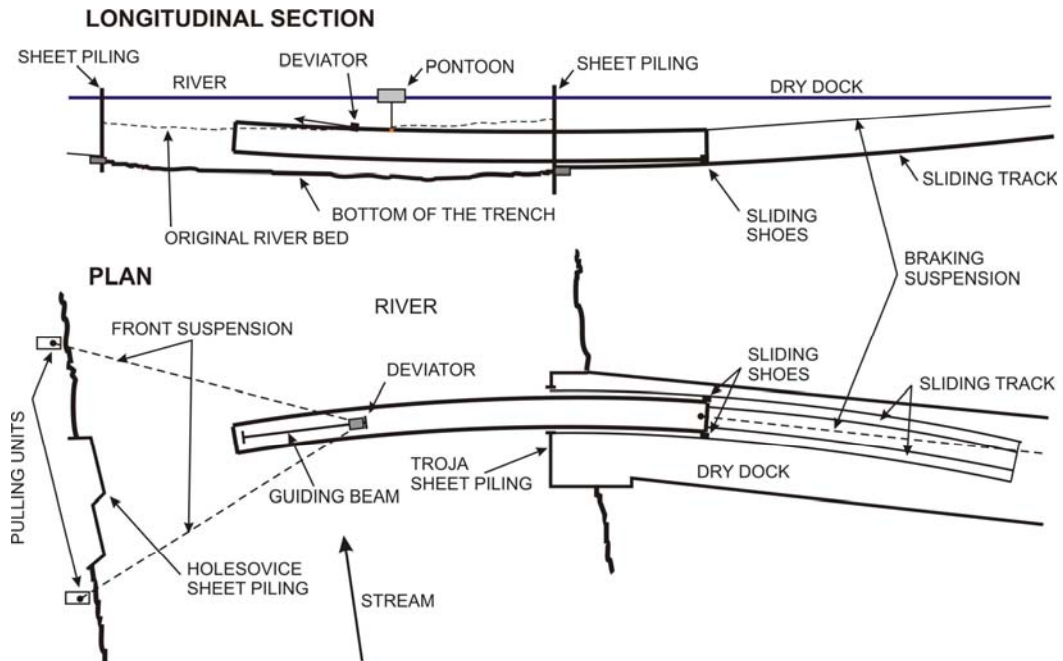 LONGITUDINAL SECTION
SHEET PILING
RIVER
DEVIATOR
PONTOON
SHEET PILING
DRY DOCK
SLIDING TRACK
BOTTOM OF THE TRENCH
SLIDING
SHOES
ORIGINAL RIVER BED
BRAKING
SUSPENSION
PLAN
RIVER
FRONT SUSPENSION
DEVIATOR
SLIDING
SHOES
SLIDING TRACK
PULLING UNITS
TROJA
SHEET PILING
DRY DOCK
GUIDING BEAM
HOLESOVICE
SHEET PILING
STREAM